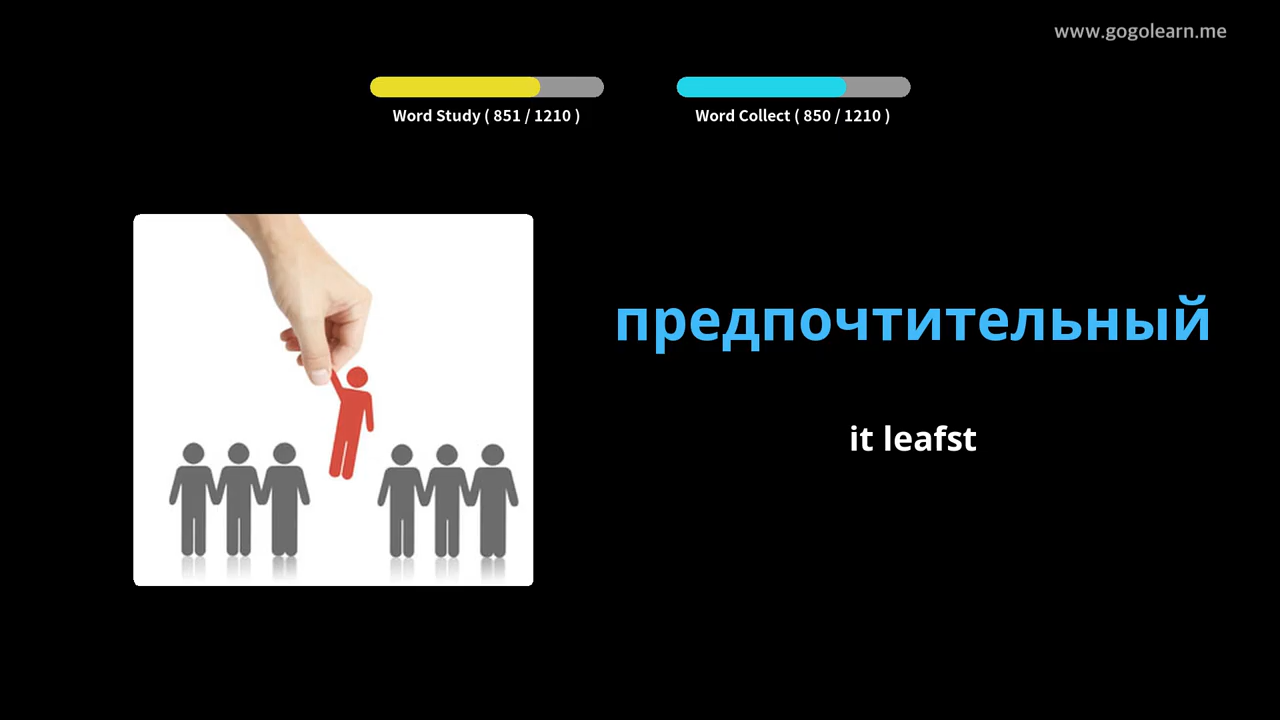 www.gogolearn.me
Word Study ( 851 / 1210 )
Word Collect ( 850 / 1210 )
предпочтительный
it leafst